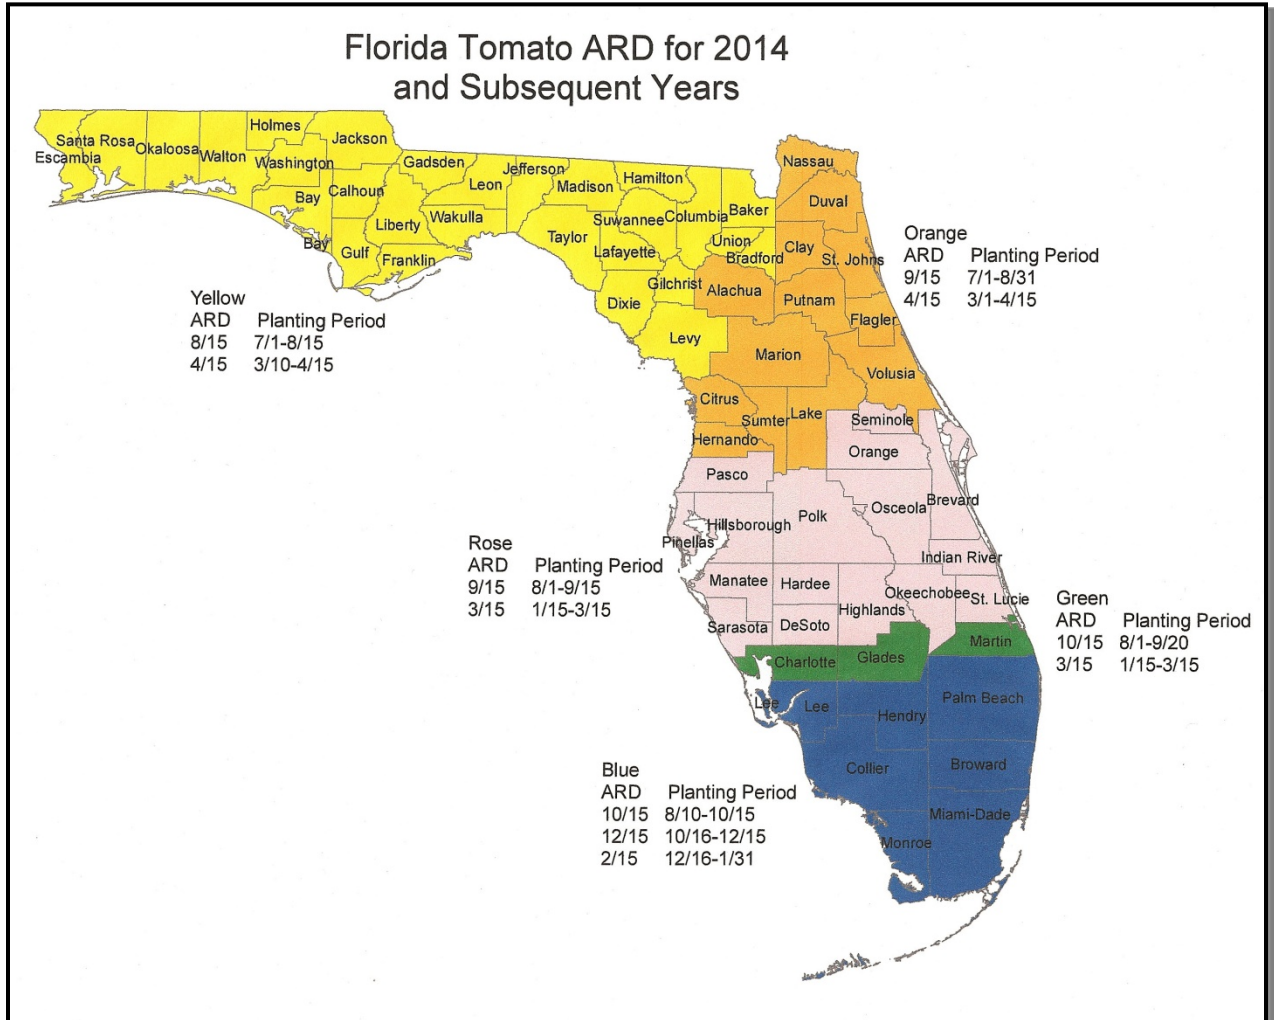 Florida Tomato ARD for 2014
and Subsequent Years
Holmes
Jackson
Santa Rosa
Okaloosa
Walton
Escambia
Washington
Gadsden
Jefferson
Leon
Madison
Hamilton
Calhoun
Bay
Liberty
Wakulla
Suwannee
Columbia
Baker
Taylor
Bay
Gulf
Franklin
Lafayette
Union
Bradford
Gilchrist
Dixie
Levy
Nassau
Duval
Clay
St. Johns
Alachua
Putnam
Flagler
Marion
Volusia
Citrus
Sumter
Lake
Hernando
Seminole
Orange
Pasco
Brevard
Osceola
Polk
Hillsborough
Pinellas
Indian River
Manatee
Hardee
Okeechobee
St. Lucie
Highlands
Sarasota
DeSoto
Martin
Charlotte
Glades
Lee
Lee
Hendry
Palm Beach
Collier
Broward
Miami-Dade
Monroe
Yellow
ARD Planting Period
8/15 7/1-8/15
4/15 3/10-4/15
Orange
ARD Planting Period
9/15 7/1-8/31
4/15 3/1-4/15
Rose
ARD Planting Period
9/15 8/1-9/15
3/15 1/15-3/15
Green
ARD Planting Period
10/15 8/1-9/20
3/15 1/15-3/15
Blue
ARD Planting Period
10/15 8/10-10/15
12/15 10/16-12/15
2/15 12/16-1/31